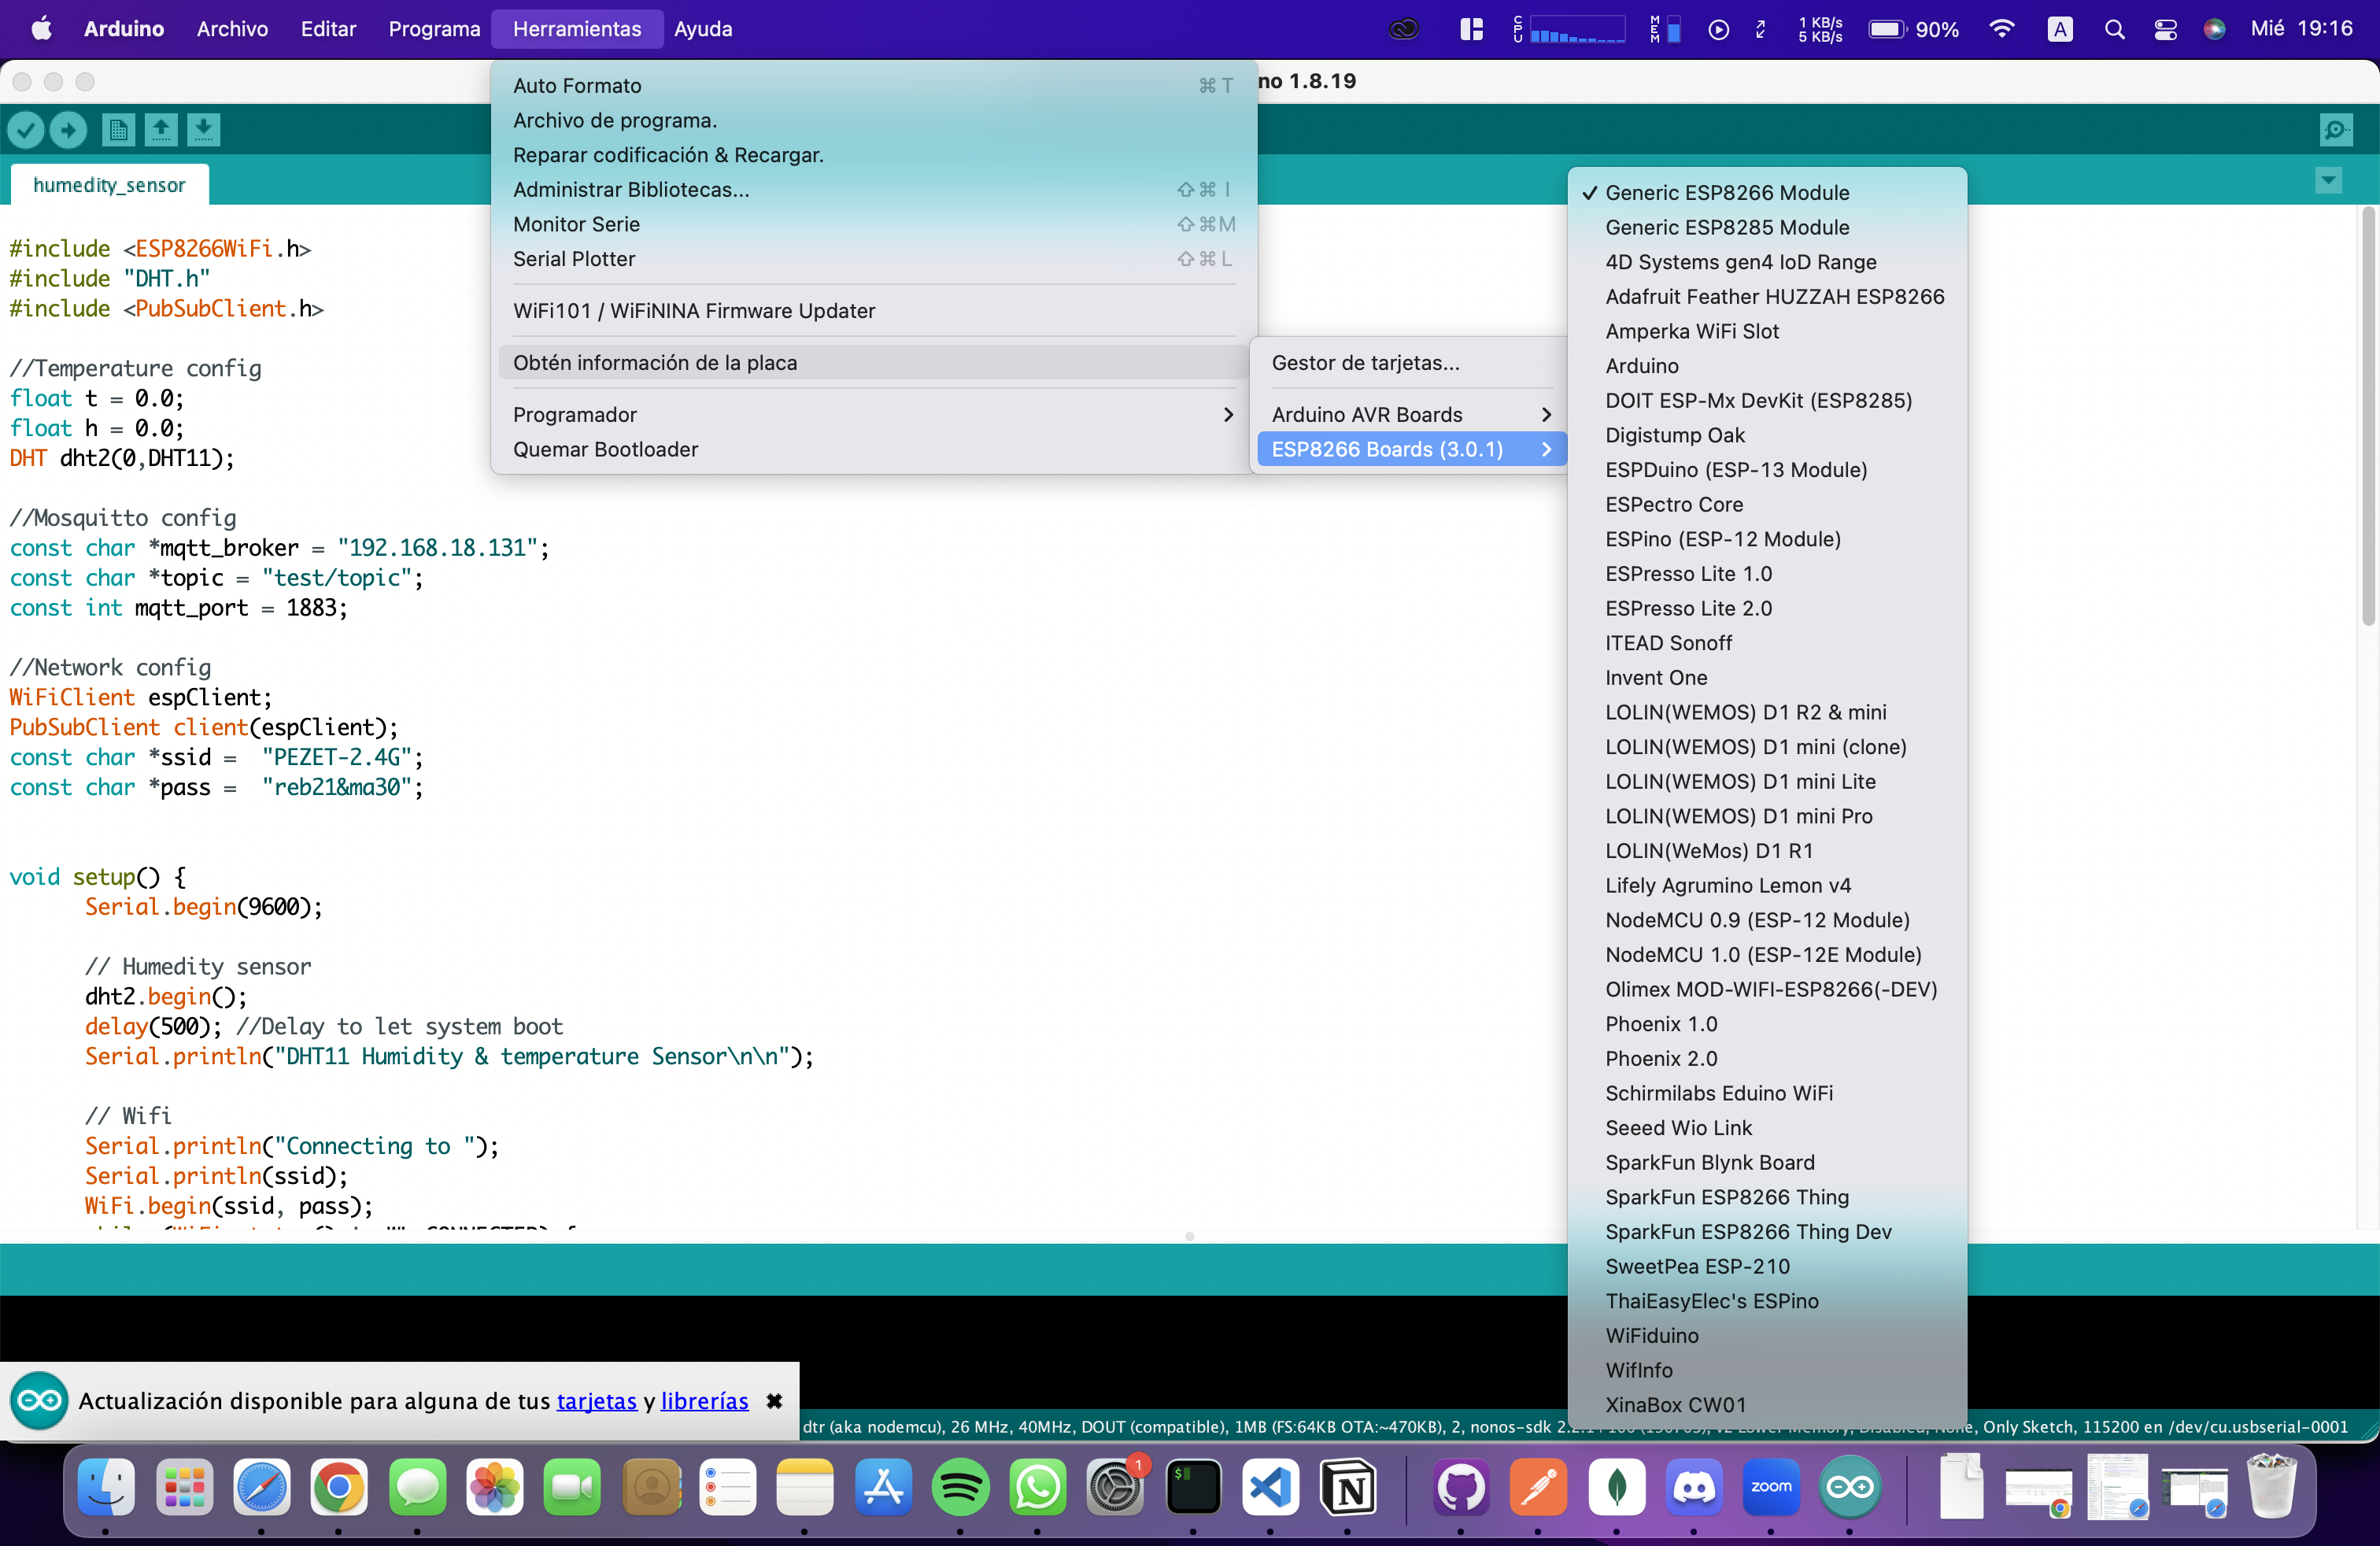 Arduino Archivo Editar Programa Herramientas Ayuda
CPU MEM 1 KB/s 5 KB/s 90% A Mié 19:16
no 1.8.19
humedity_sensor
#include <ESP8266WiFi.h>
#include "DHT.h"
#include <PubSubClient.h>
//Temperature config
float t = 0.0;
float h = 0.0;
DHT dht2(0,DHT11);
//Mosquitto config
const char *mqtt_broker = "192.168.18.131";
const char *topic = "test/topic";
const int mqtt_port = 1883;
//Network config
WiFiClient espClient;
PubSubClient client(espClient);
const char *ssid =  "PEZET-2.4G";
const char *pass =  "reb21&ma30";
void setup() {
Serial.begin(9600);
// Humedity sensor
dht2.begin();
delay(500); //Delay to let system boot
Serial.println("DHT11 Humidity & temperature Sensor\n\n");
// Wifi
Serial.println("Connecting to ");
Serial.println(ssid);
WiFi.begin(ssid, pass);
Auto Formato ⌘T
Archivo de programa.
Reparar codificación & Recargar.
Administrar Bibliotecas... ⇧⌘I
Monitor Serie ⇧⌘M
Serial Plotter ⇧⌘L
WiFi101 / WiFiNINA Firmware Updater
Obtén información de la placa
Programador
Quemar Bootloader
Gestor de tarjetas...
Arduino AVR Boards
ESP8266 Boards (3.0.1)
✓ Generic ESP8266 Module
Generic ESP8285 Module
4D Systems gen4 IoD Range
Adafruit Feather HUZZAH ESP8266
Amperka WiFi Slot
Arduino
DOIT ESP-Mx DevKit (ESP8285)
Digistump Oak
ESPDuino (ESP-13 Module)
ESPectro Core
ESPino (ESP-12 Module)
ESPresso Lite 1.0
ESPresso Lite 2.0
ITEAD Sonoff
Invent One
LOLIN(WEMOS) D1 R2 & mini
LOLIN(WEMOS) D1 mini (clone)
LOLIN(WEMOS) D1 mini Lite
LOLIN(WEMOS) D1 mini Pro
LOLIN(WeMos) D1 R1
Lifely Agrumino Lemon v4
NodeMCU 0.9 (ESP-12 Module)
NodeMCU 1.0 (ESP-12E Module)
Olimex MOD-WIFI-ESP8266(-DEV)
Phoenix 1.0
Phoenix 2.0
Schirmilabs Eduino WiFi
Seeed Wio Link
SparkFun Blynk Board
SparkFun ESP8266 Thing
SparkFun ESP8266 Thing Dev
SweetPea ESP-210
ThaiEasyElec's ESPino
WiFiduino
WifInfo
XinaBox CW01
Actualización disponible para alguna de tus tarjetas y librerías ✖
dtr (aka nodemcu), 26 MHz, 40MHz, DOUT (compatible), 1MB (FS:64KB OTA:~470KB), 2, nonos-sdk Only Sketch, 115200 en /dev/cu.usbserial-0001
1
zoom